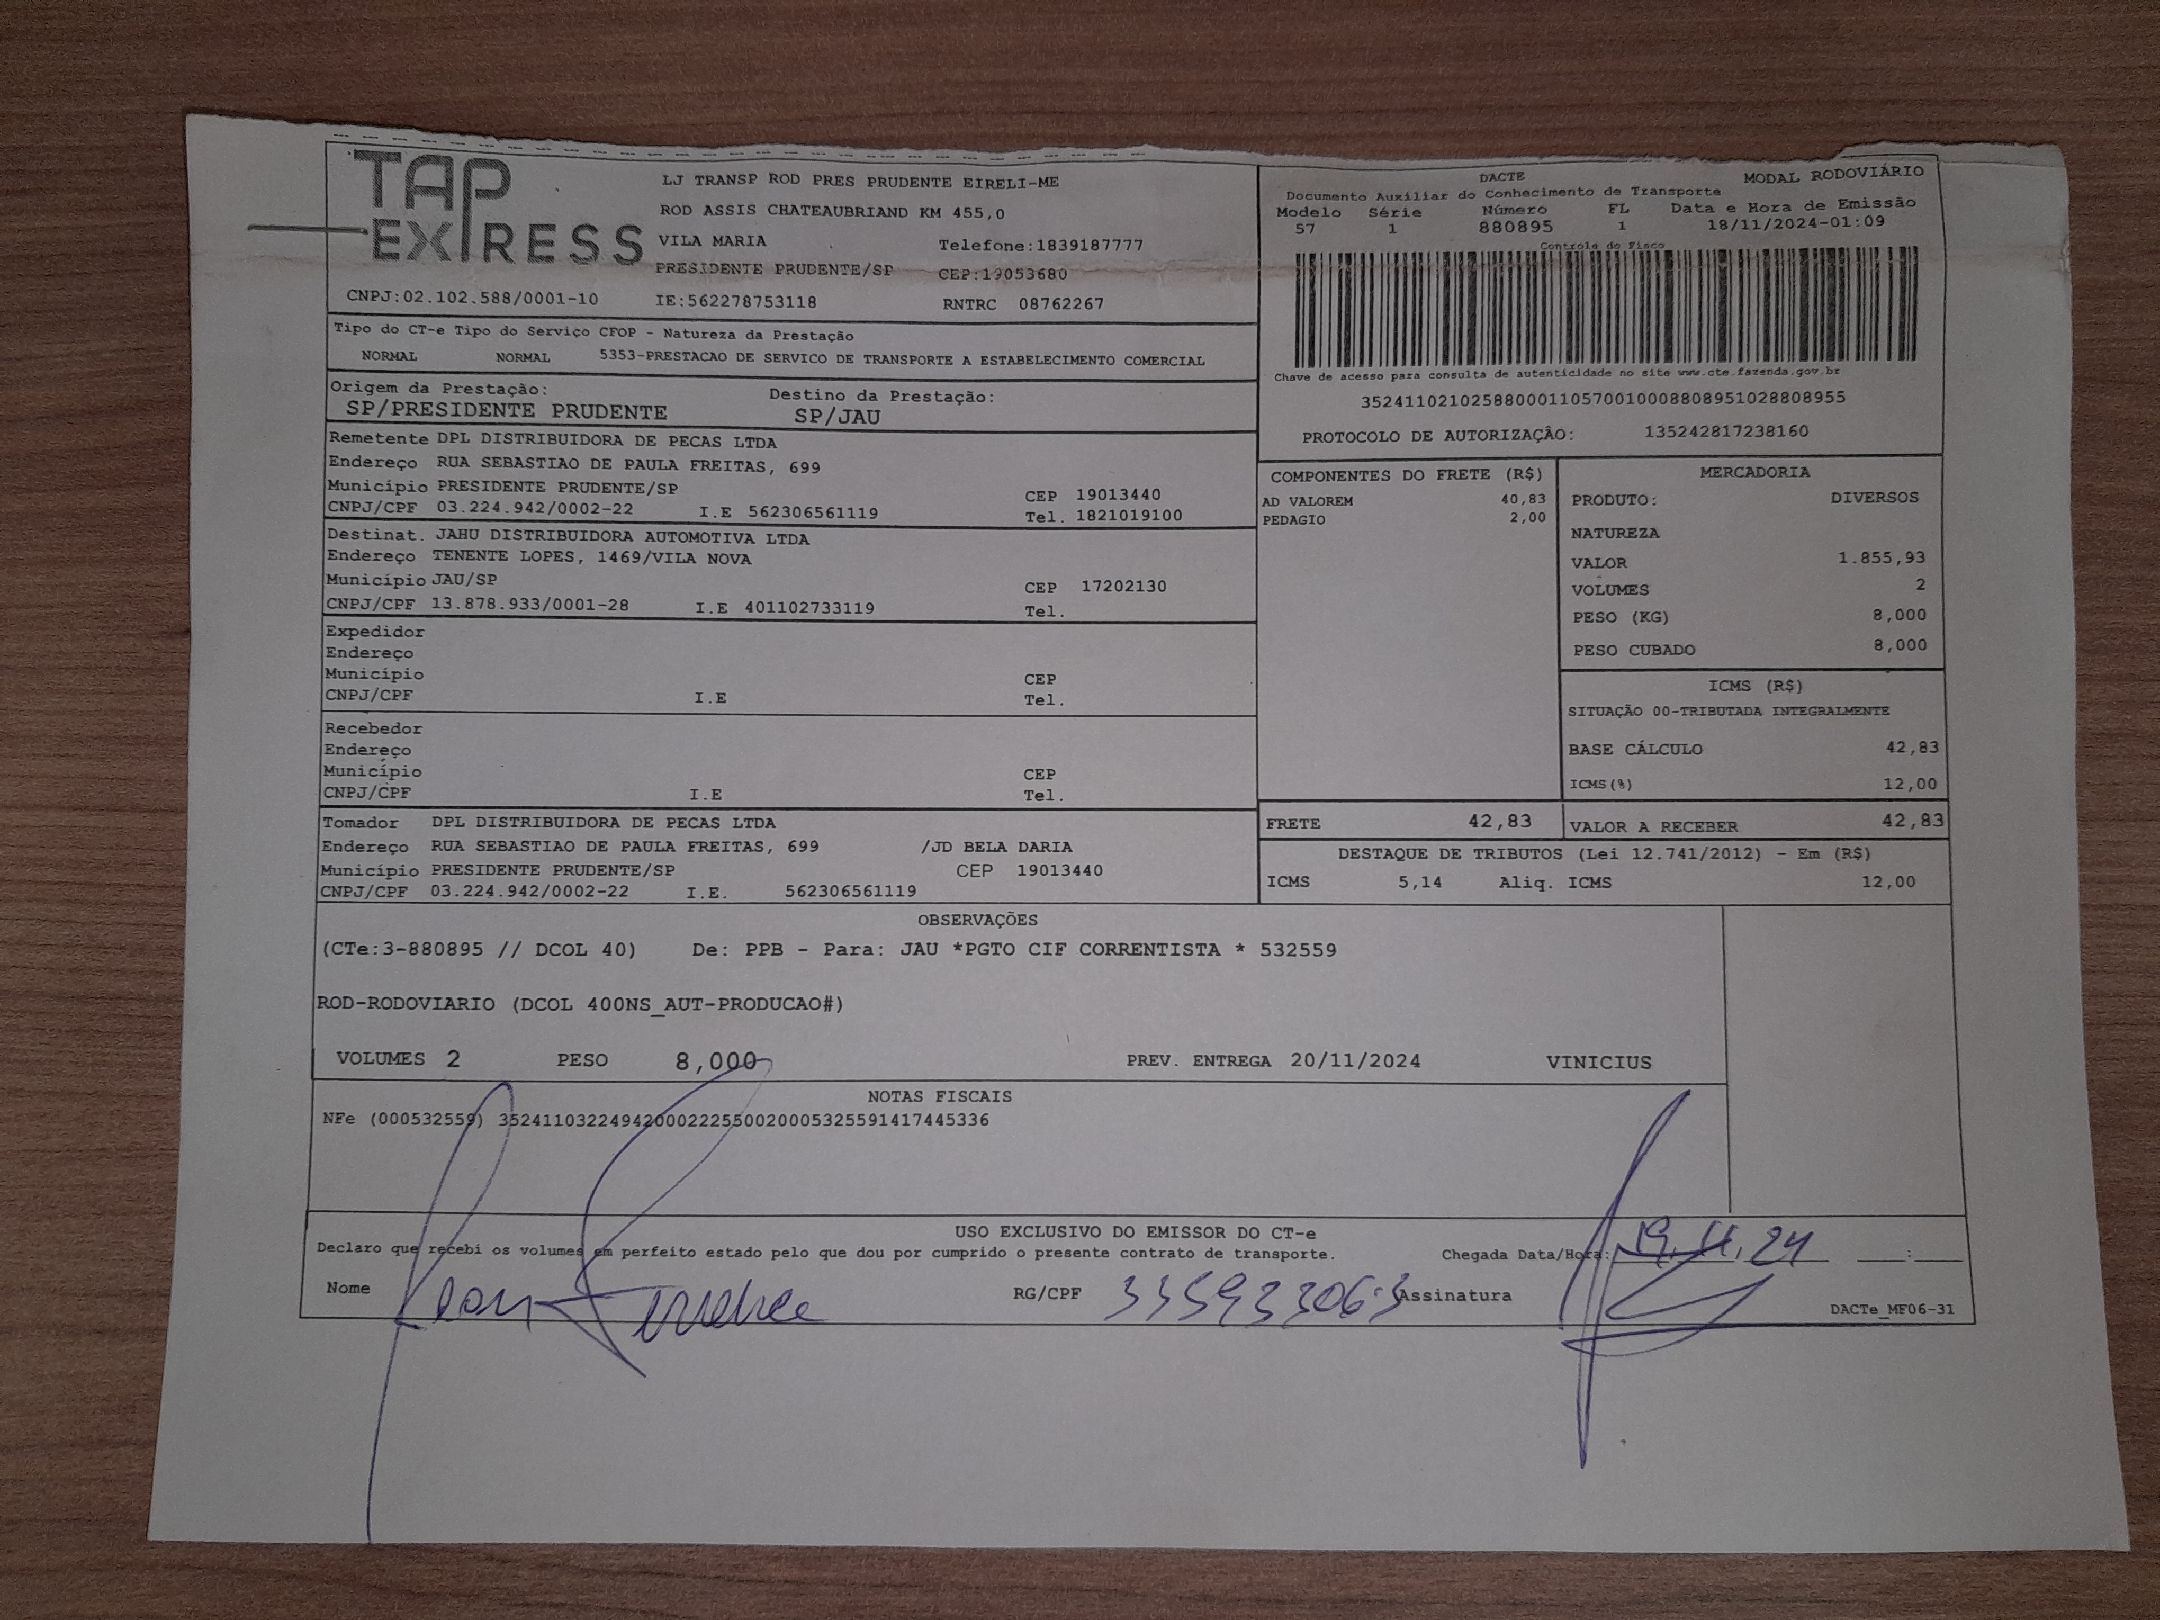 TAP EXPRESS
LJ TRANSP ROD PRES PRUDENTE EIRELI-ME
ROD ASSIS CHATEAUBRIAND KM 455,0
VILA MARIA Telefone:1839187777
PRESIDENTE PRUDENTE/SP CEP:19053680
CNPJ:02.102.588/0001-10 IE:562278753118 RNTRC 08762267
DACTE MODAL RODOVIÁRIO
Documento Auxiliar do Conhecimento de Transporte
Modelo Série Número FL Data e Hora de Emissão
57 1 880895 1 18/11/2024-01:09
Controle do Fisco
Chave de acesso para consulta de autenticidade no site www.cte.fazenda.gov.br
35241102102588000110570010008808951028808955
PROTOCOLO DE AUTORIZAÇÃO: 135242817238160
Tipo do CT-e Tipo do Serviço CFOP - Natureza da Prestação
NORMAL NORMAL 5353-PRESTACAO DE SERVICO DE TRANSPORTE A ESTABELECIMENTO COMERCIAL
Origem da Prestação: Destino da Prestação:
SP/PRESIDENTE PRUDENTE SP/JAU
Remetente DPL DISTRIBUIDORA DE PECAS LTDA
Endereço RUA SEBASTIAO DE PAULA FREITAS, 699
Município PRESIDENTE PRUDENTE/SP CEP 19013440
CNPJ/CPF 03.224.942/0002-22 I.E 562306561119 Tel. 1821019100
Destinat. JAHU DISTRIBUIDORA AUTOMOTIVA LTDA
Endereço TENENTE LOPES, 1469/VILA NOVA
Município JAU/SP CEP 17202130
CNPJ/CPF 13.878.933/0001-28 I.E 401102733119 Tel.
Expedidor
Endereço
Município CEP
CNPJ/CPF I.E Tel.
Recebedor
Endereço
Município CEP
CNPJ/CPF I.E Tel.
Tomador DPL DISTRIBUIDORA DE PECAS LTDA
Endereço RUA SEBASTIAO DE PAULA FREITAS, 699 /JD BELA DARIA
Município PRESIDENTE PRUDENTE/SP CEP 19013440
CNPJ/CPF 03.224.942/0002-22 I.E. 562306561119
COMPONENTES DO FRETE (R$)
AD VALOREM 40,83
PEDAGIO 2,00
MERCADORIA
PRODUTO: DIVERSOS
NATUREZA
VALOR 1.855,93
VOLUMES 2
PESO (KG) 8,000
PESO CUBADO 8,000
ICMS (R$)
SITUAÇÃO 00-TRIBUTADA INTEGRALMENTE
BASE CÁLCULO 42,83
ICMS(%) 12,00
FRETE 42,83 VALOR A RECEBER 42,83
DESTAQUE DE TRIBUTOS (Lei 12.741/2012) - Em (R$)
ICMS 5,14 Aliq. ICMS 12,00
OBSERVAÇÕES
(CTe:3-880895 // DCOL 40) De: PPB - Para: JAU *PGTO CIF CORRENTISTA * 532559
ROD-RODOVIARIO (DCOL 400NS_AUT-PRODUCAO#)
VOLUMES 2 PESO 8,000 PREV. ENTREGA 20/11/2024 VINICIUS
NOTAS FISCAIS
NFe (000532559) 35241103224942000222550020005325591417445336
USO EXCLUSIVO DO EMISSOR DO CT-e
Declaro que recebi os volumes em perfeito estado pelo que dou por cumprido o presente contrato de transporte. Chegada Data/Hora: 19.11.24 :
Nome RG/CPF 33593306-3 Assinatura
DACTe_MF06-31